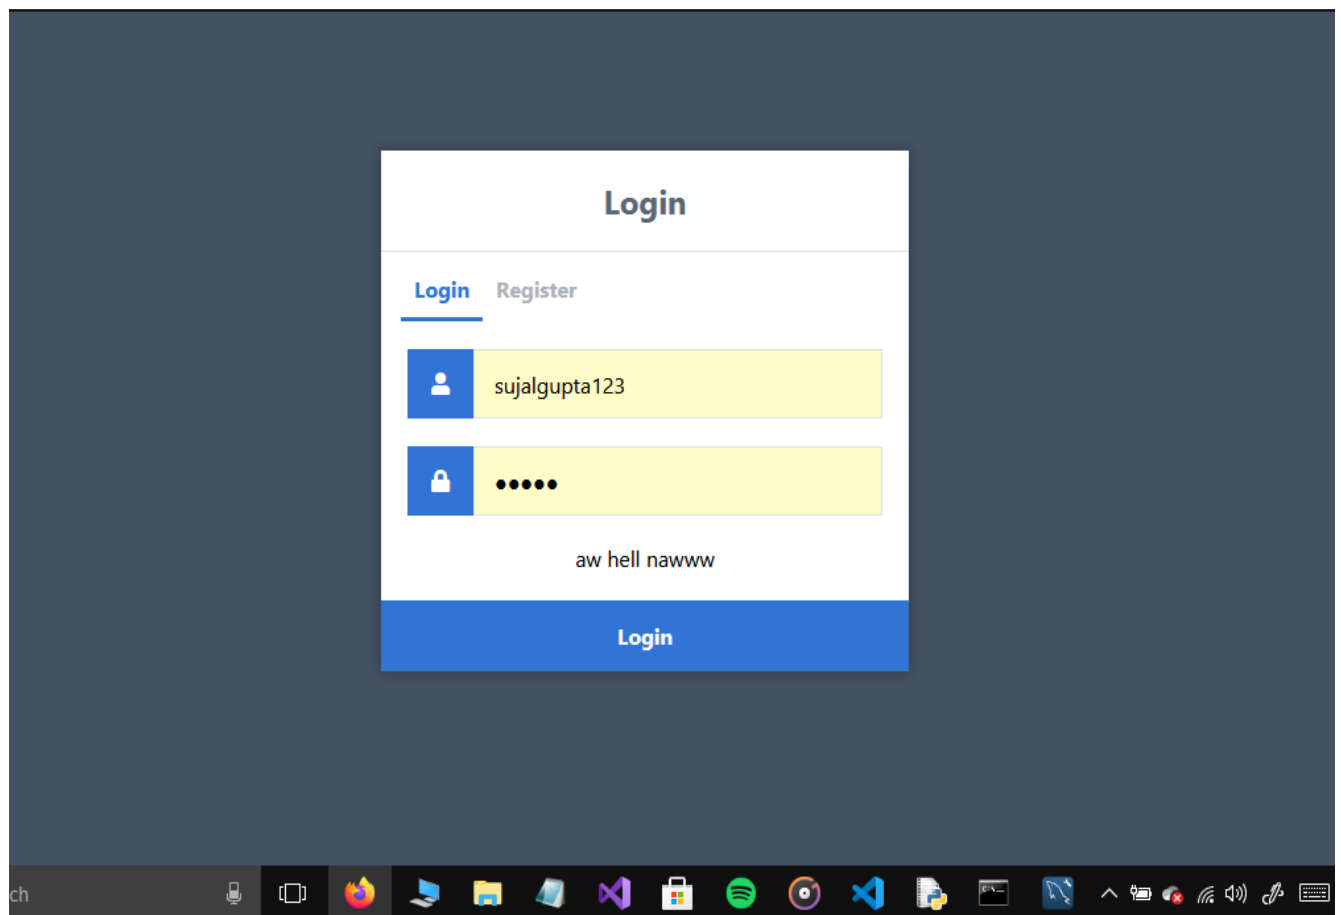 Login
Login Register
sujalgupta123
•••••
aw hell nawww
Login
ch